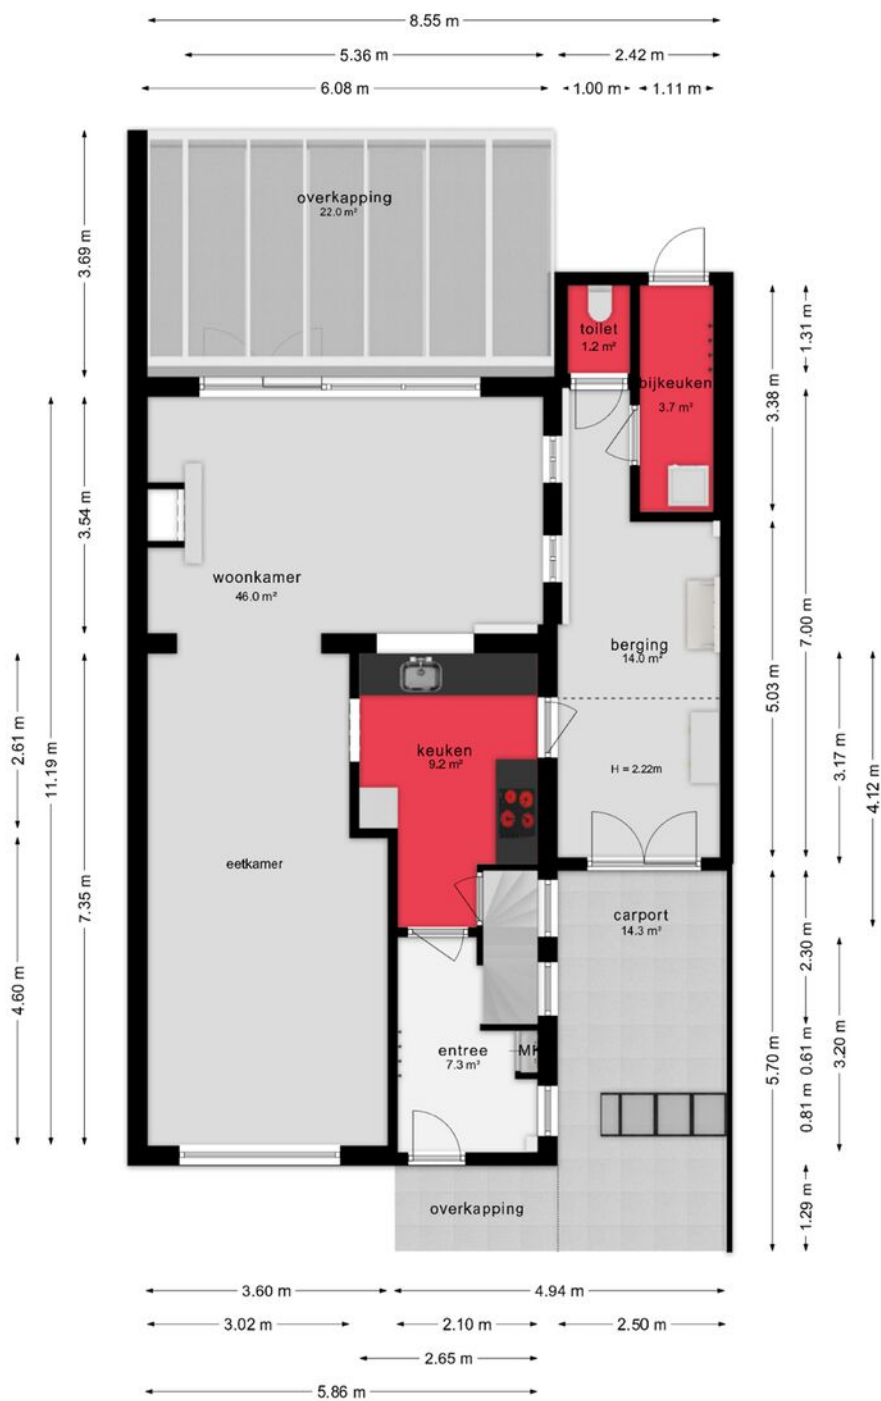 8.55 m
5.36 m
2.42 m
6.08 m
1.00 m
1.11 m
overkapping
22.0 m²
3.69 m
toilet
1.2 m²
1.31 m
bijkeuken
3.7 m²
3.38 m
3.54 m
woonkamer
46.0 m²
berging
14.0 m²
7.00 m
5.03 m
2.61 m
11.19 m
keuken
9.2 m²
H = 2.22m
3.17 m
4.12 m
eetkamer
7.35 m
carport
14.3 m²
2.30 m
4.60 m
entree
7.3 m²
MK
5.70 m
0.61 m
3.20 m
0.81 m
overkapping
1.29 m
3.60 m
4.94 m
3.02 m
2.10 m
2.50 m
2.65 m
5.86 m